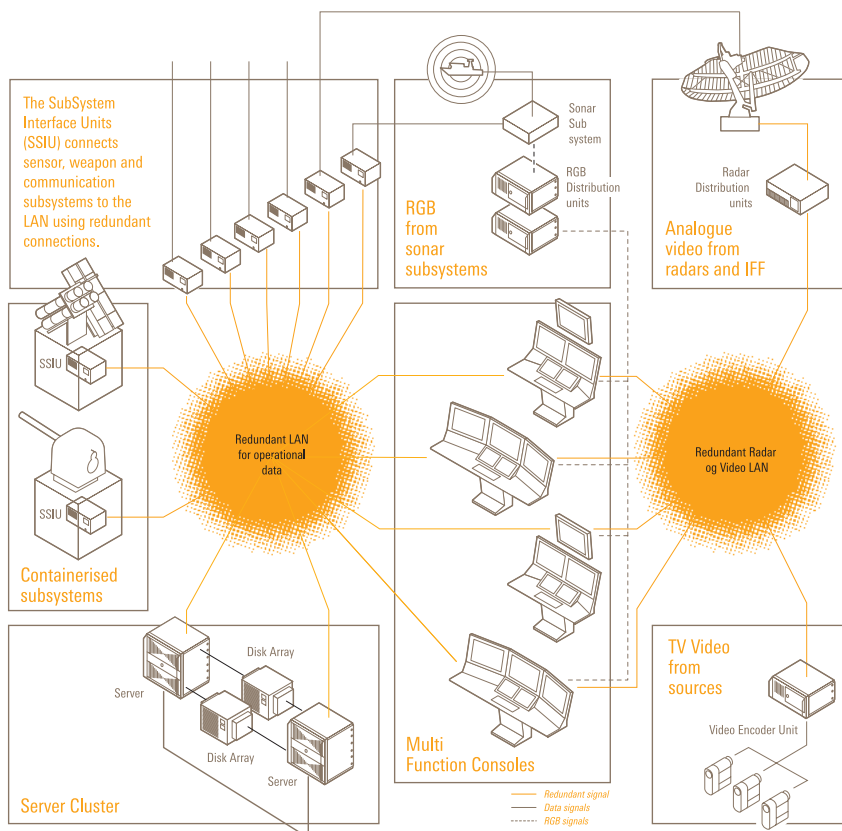 The SubSystem
Interface Units
(SSIU) connects
sensor, weapon and
communication
subsystems to the
LAN using redundant
connections.
Sonar
Sub
system
RGB
Distribution
units
RGB
from
sonar
subsystems
Radar
Distribution
units
Analogue
video from
radars and IFF
SSIU
SSIU
Containerised
subsystems
Redundant LAN
for operational
data
Redundant Radar
og Video LAN
Multi
Function Consoles
Server
Disk Array
Disk Array
Server
Server Cluster
TV Video
from
sources
Video Encoder Unit
Redundant signal
Data signals
RGB signals